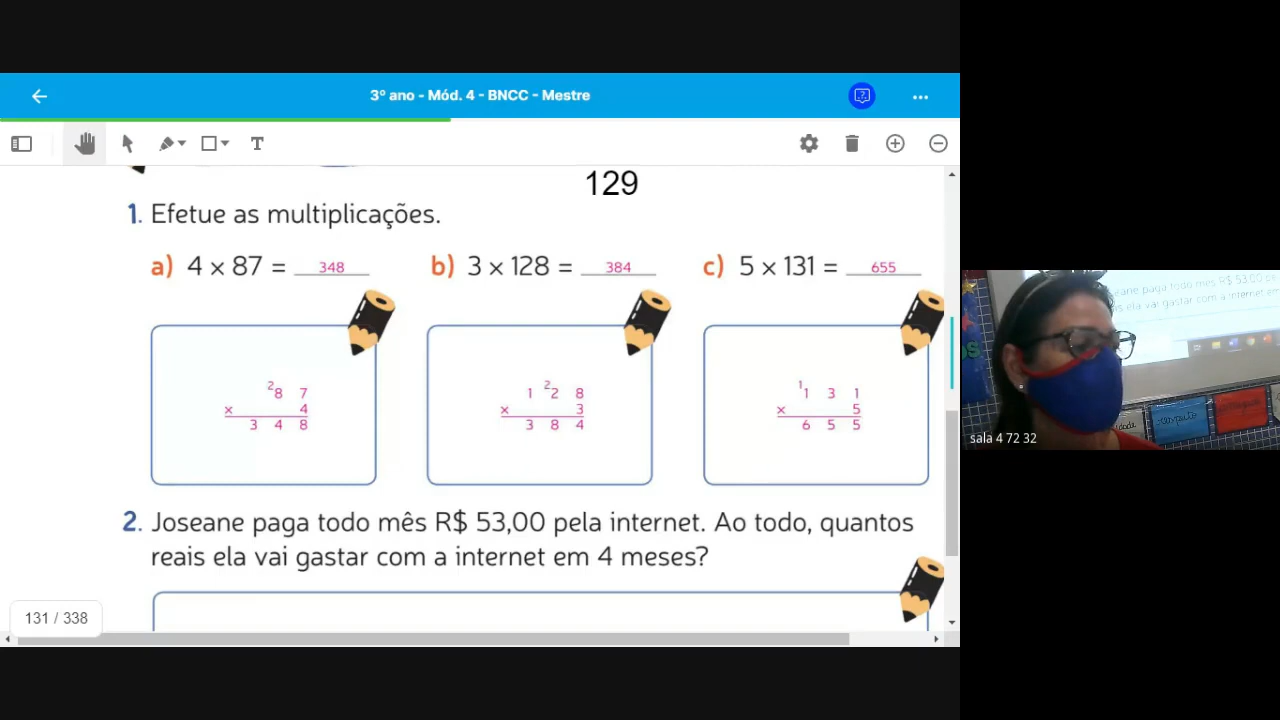 3º ano - Mód. 4 - BNCC - Mestre
T
129
1. Efetue as multiplicações.
a) 4 x 87 = 348
b) 3 x 128 = 384
c) 5 x 131 = 655
2
8 7
x 4
3 4 8
2
1 2 8
x 3
3 8 4
1
1 3 1
x 5
6 5 5
2. Joseane paga todo mês R$ 53,00 pela internet. Ao todo, quantos
reais ela vai gastar com a internet em 4 meses?
131 / 338
sala 4 72 32